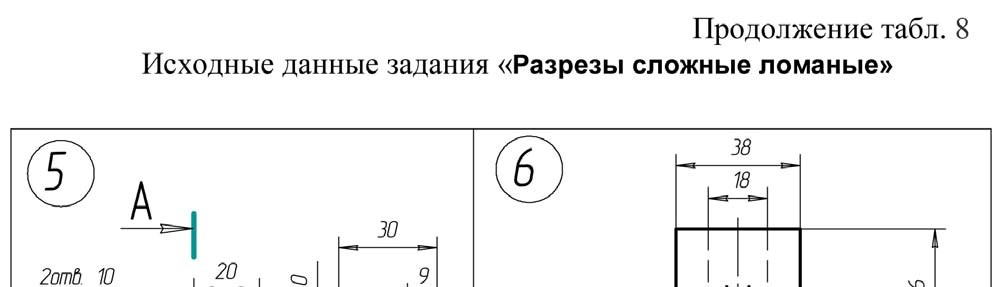 Продолжение табл. 8
Исходные данные задания «Разрезы сложные ломаные»
5
6
38
18
А
30
2отв. 10
20
9